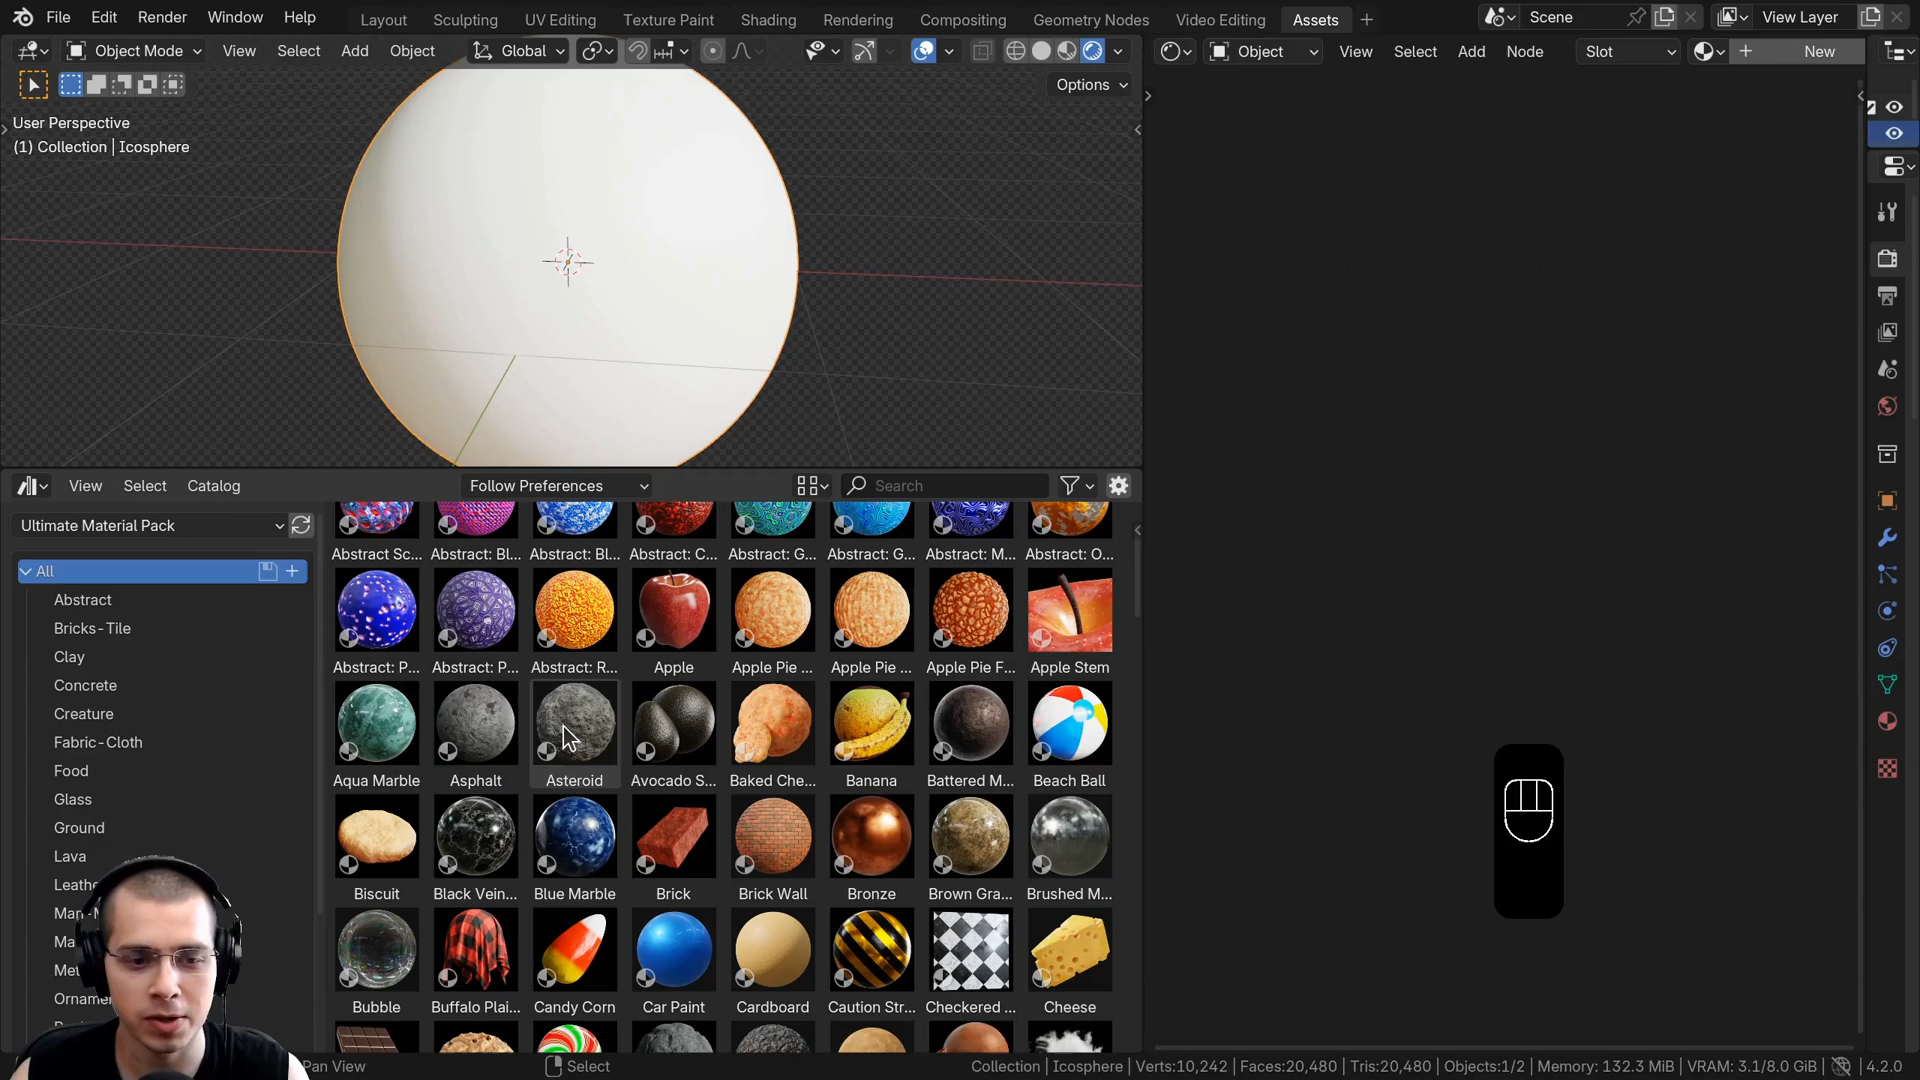 File Edit Render Window Help Layout Sculpting UV Editing Texture Paint Shading Rendering Compositing Geometry Nodes Video Editing Assets Scene View Layer
Object Mode View Select Add Object Global
Object View Select Add Node Slot New
Options
User Perspective
(1) Collection | Icosphere
View Select Catalog Follow Preferences Search
Ultimate Material Pack
All
Abstract
Bricks-Tile
Clay
Concrete
Creature
Fabric-Cloth
Food
Glass
Ground
Lava
Leathe
Man-
Ma
Met
Orname
Abstract Sc... Abstract: Bl... Abstract: Bl... Abstract: C... Abstract: G... Abstract: G... Abstract: M... Abstract: O...
Abstract: P... Abstract: P... Abstract: R... Apple Apple Pie ... Apple Pie ... Apple Pie F... Apple Stem
Aqua Marble Asphalt Asteroid Avocado S... Baked Che... Banana Battered M... Beach Ball
Biscuit Black Vein... Blue Marble Brick Brick Wall Bronze Brown Gra... Brushed M...
Bubble Buffalo Plai... Candy Corn Car Paint Cardboard Caution Str... Checkered ... Cheese
Pan View Select Collection | Icosphere | Verts:10,242 | Faces:20,480 | Tris:20,480 | Objects:1/2 | Memory: 132.3 MiB | VRAM: 3.1/8.0 GiB | 4.2.0